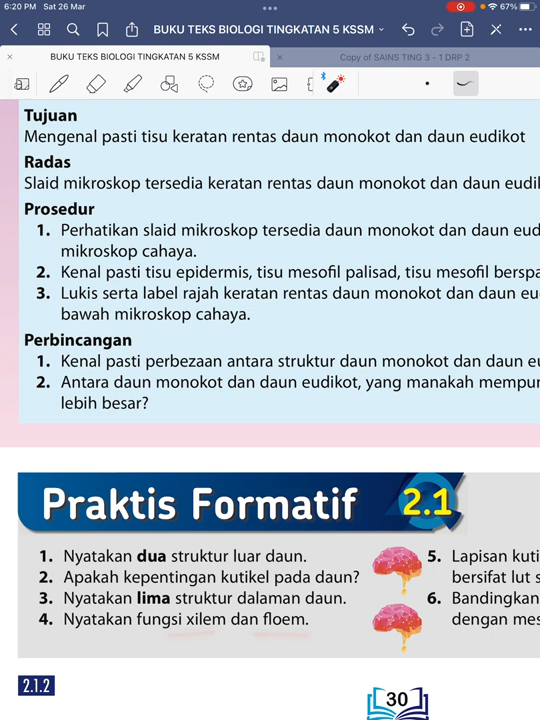 6:20 PM Sat 26 Mar
67%
BUKU TEKS BIOLOGI TINGKATAN 5 KSSM
BUKU TEKS BIOLOGI TINGKATAN 5 KSSM
Copy of SAINS TING 3 - 1 DRP 2
Tujuan
Mengenal pasti tisu keratan rentas daun monokot dan daun eudikot
Radas
Slaid mikroskop tersedia keratan rentas daun monokot dan daun eudi
Prosedur
1. Perhatikan slaid mikroskop tersedia daun monokot dan daun eud
mikroskop cahaya.
2. Kenal pasti tisu epidermis, tisu mesofil palisad, tisu mesofil berspa
3. Lukis serta label rajah keratan rentas daun monokot dan daun eu
bawah mikroskop cahaya.
Perbincangan
1. Kenal pasti perbezaan antara struktur daun monokot dan daun eu
2. Antara daun monokot dan daun eudikot, yang manakah mempun
lebih besar?
Praktis Formatif 2.1
1. Nyatakan dua struktur luar daun.
2. Apakah kepentingan kutikel pada daun?
3. Nyatakan lima struktur dalaman daun.
4. Nyatakan fungsi xilem dan floem.
5. Lapisan kuti
bersifat lut s
6. Bandingkan
dengan mes
2.1.2
30